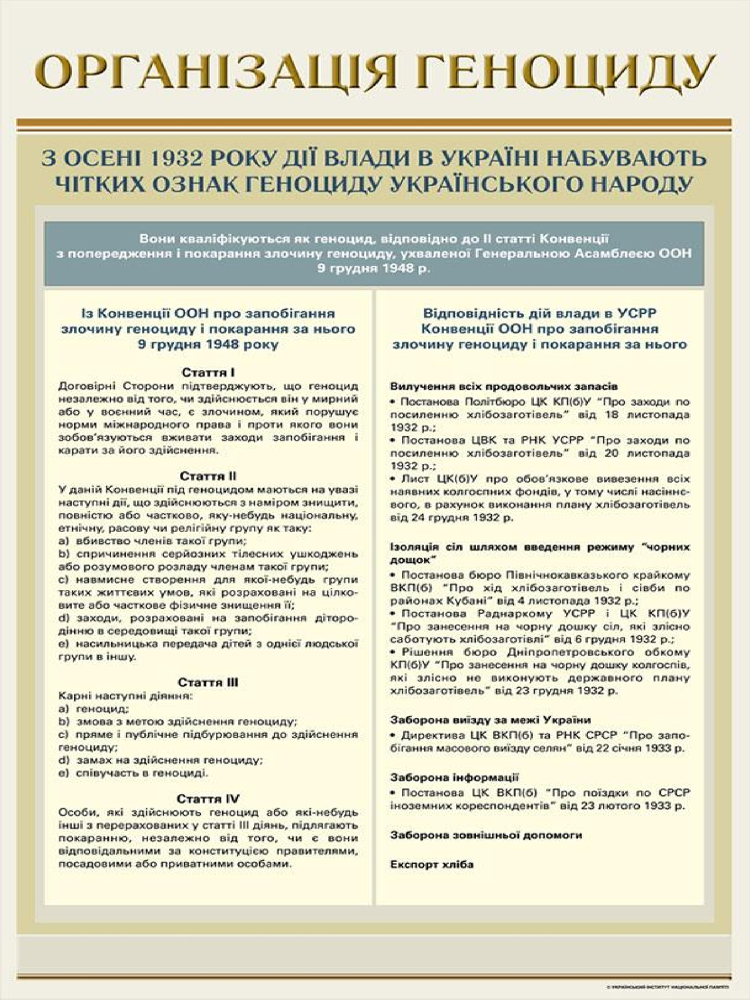 ОРГАНІЗАЦІЯ ГЕНОЦИДУ
З ОСЕНІ 1932 РОКУ ДІЇ ВЛАДИ В УКРАЇНІ НАБУВАЮТЬ
ЧІТКИХ ОЗНАК ГЕНОЦИДУ УКРАЇНСЬКОГО НАРОДУ
Вони кваліфікуються як геноцид, відповідно до II статті Конвенції
з попередження і покарання злочину геноциду, ухваленої Генеральною Асамблеєю ООН
9 грудня 1948 р.
Із Конвенції ООН про запобігання
злочину геноциду і покарання за нього
9 грудня 1948 року
Стаття I
Договірні Сторони підтверджують, що геноцид
незалежно від того, чи здійснюється він у мирний
або у воєнний час, є злочином, який порушує
норми міжнародного права і проти якого вони
зобов'язуються вживати заходи запобігання і
карати за його здійснення.
Стаття II
У даній Конвенції під геноцидом маються на увазі
наступні дії, що здійснюються з наміром знищити,
повністю або частково, яку-небудь національну,
етнічну, расову чи релігійну групу як таку:
a) вбивство членів такої групи;
b) спричинення серйозних тілесних ушкоджень
або розумового розладу членам такої групи;
c) навмисне створення для якої-небудь групи
таких життєвих умов, які розраховані на цілко-
вите або часткове фізичне знищення її;
d) заходи, розраховані на запобігання діторо-
дінню в середовищі такої групи;
e) насильницька передача дітей з однієї людської
групи в іншу.
Стаття III
Карні наступні діяння:
a) геноцид;
b) змова з метою здійснення геноциду;
c) пряме і публічне підбурювання до здійснення
геноциду;
d) замах на здійснення геноциду;
e) співучасть в геноциді.
Стаття IV
Особи, які здійснюють геноцид або які-небудь
інші з перерахованих у статті III діянь, підлягають
покаранню, незалежно від того, чи є вони
відповідальними за конституцією правителями,
посадовими або приватними особами.
Відповідність дій влади в УСРР
Конвенції ООН про запобігання
злочину геноциду і покарання за нього
Вилучення всіх продовольчих запасів
• Постанова Політбюро ЦК КП(б)У "Про заходи по
посиленню хлібозаготівель" від 18 листопада
1932 р.;
• Постанова ЦВК та РНК УСРР "Про заходи по
посиленню хлібозаготівель" від 20 листопада
1932 р.;
• Лист ЦК(б)У про обов'язкове вивезення всіх
наявних колгоспних фондів, у тому числі насіннє-
вого, в рахунок виконання плану хлібозаготівель
від 24 грудня 1932 р.
Ізоляція сіл шляхом введення режиму "чорних
дощок"
• Постанова бюро Північнокавказького крайкому
ВКП(б) "Про хід хлібозаготівель і сівби по
районах Кубані" від 4 листопада 1932 р.;
• Постанова Раднаркому УСРР і ЦК КП(б)У
"Про занесення на чорну дошку сіл, які злісно
саботують хлібозаготівлі" від 6 грудня 1932 р.;
• Рішення бюро Дніпропетровського обкому
КП(б)У "Про занесення на чорну дошку колгоспів,
які злісно не виконують державного плану
хлібозаготівель" від 23 грудня 1932 р.
Заборона виїзду за межі України
• Директива ЦК ВКП(б) та РНК СРСР "Про запо-
бігання масового виїзду селян" від 22 січня 1933 р.
Заборона інформації
• Постанова ЦК ВКП(б) "Про поїздки по СРСР
іноземних кореспондентів" від 23 лютого 1933 р.
Заборона зовнішньої допомоги
Експорт хліба
© УКРАЇНСЬКИЙ ІНСТИТУТ НАЦІОНАЛЬНОЇ ПАМ'ЯТІ